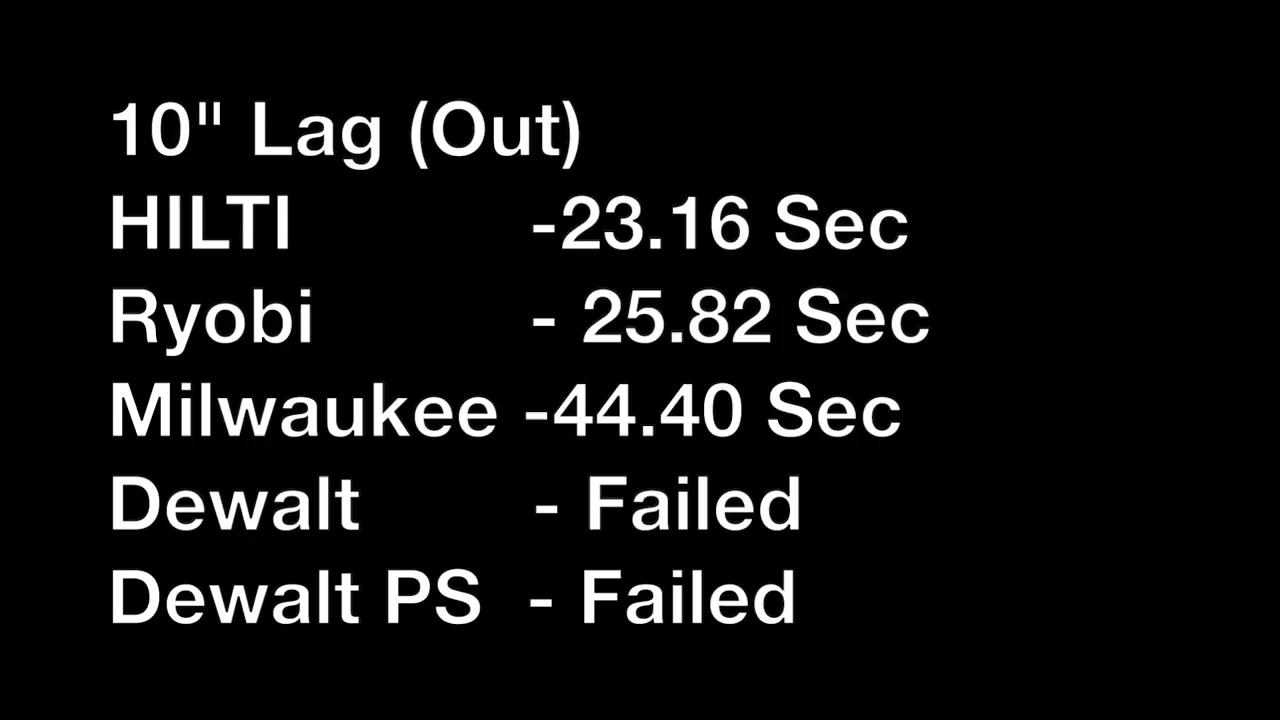 10" Lag (Out)
HILTI -23.16 Sec
Ryobi - 25.82 Sec
Milwaukee -44.40 Sec
Dewalt - Failed
Dewalt PS - Failed